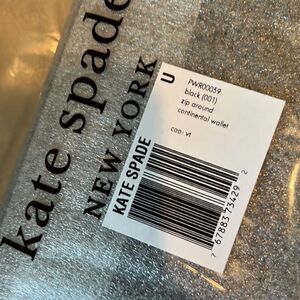 kate spade
NEW YORK
U
PWR00059
black (001)
zip around
continental wallet
coo: vt
KATE SPADE
7 67883 73429 2